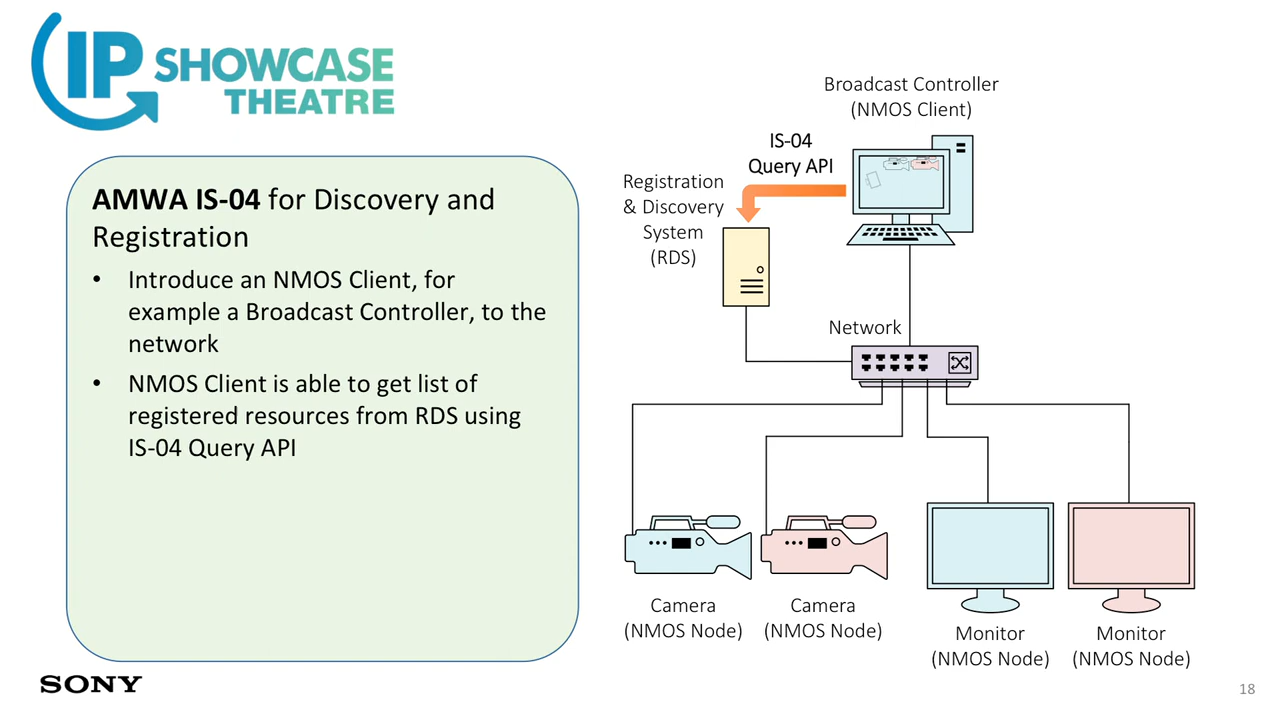 IP SHOWCASE
THEATRE
AMWA IS-04 for Discovery and
Registration
• Introduce an NMOS Client, for
example a Broadcast Controller, to the
network
• NMOS Client is able to get list of
registered resources from RDS using
IS-04 Query API
Broadcast Controller
(NMOS Client)
IS-04
Query API
Registration
& Discovery
System
(RDS)
Network
Camera
(NMOS Node)
Camera
(NMOS Node)
Monitor
(NMOS Node)
Monitor
(NMOS Node)
SONY
18